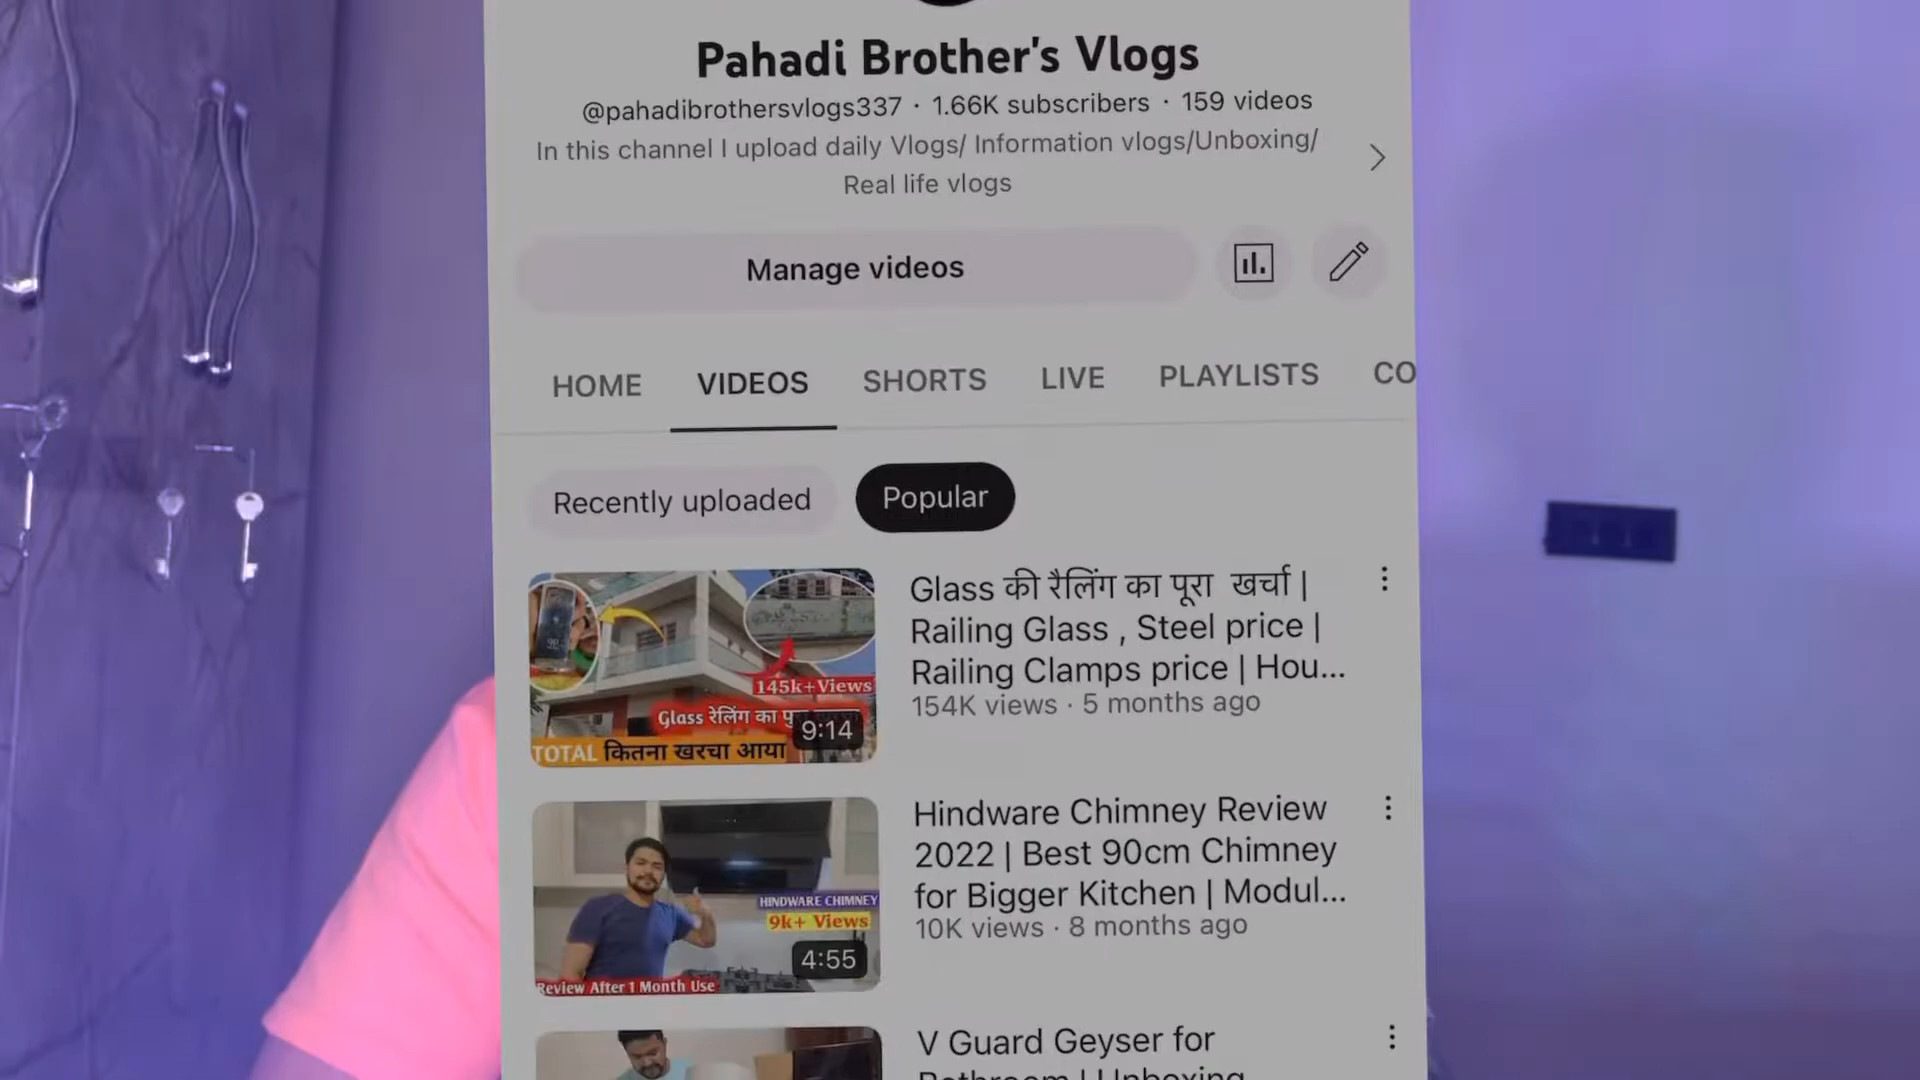 Pahadi Brother's Vlogs
@pahadibrothersvlogs337 · 1.66K subscribers · 159 videos
In this channel I upload daily Vlogs/ Information vlogs/Unboxing/
Real life vlogs
Manage videos
HOME VIDEOS SHORTS LIVE PLAYLISTS CO
Recently uploaded Popular
Glass की रैलिंग का पूरा खर्चा |
Railing Glass , Steel price |
Railing Clamps price | Hou...
154K views · 5 months ago
145k+Views
Glass रेलिंग का पू
9:14
TOTAL कितना खरचा आया
Hindware Chimney Review
2022 | Best 90cm Chimney
for Bigger Kitchen | Modul...
10K views · 8 months ago
HINDWARE CHIMNEY
9k+ Views
4:55
Review After 1 Month Use
V Guard Geyser for
Bathroom | Unboxing